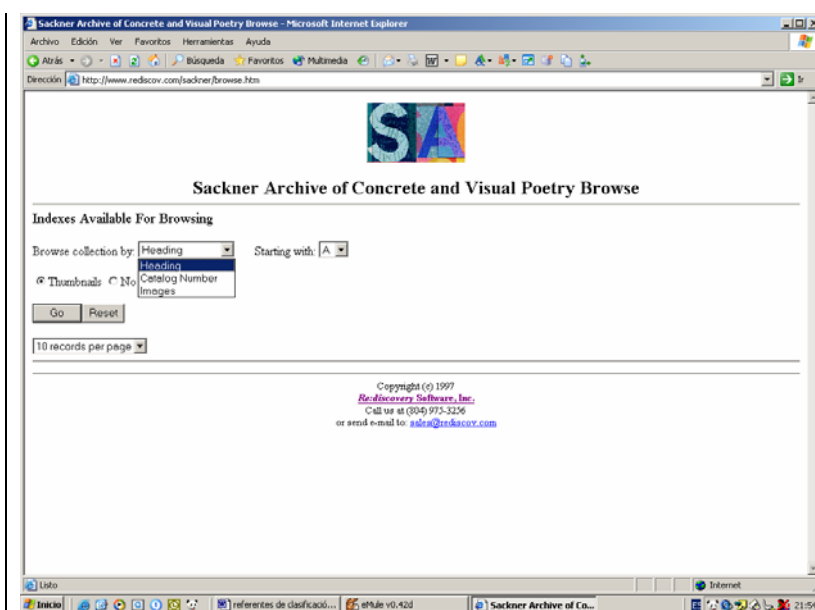 Sackner Archive of Concrete and Visual Poetry Browse - Microsoft Internet Explorer
Archivo Edición Ver Favoritos Herramientas Ayuda
Atrás Búsqueda Favoritos Multimedia
Dirección http://www.rediscov.com/sackner/browse.htm Ir
SA
Sackner Archive of Concrete and Visual Poetry Browse
Indexes Available For Browsing
Browse collection by: Heading Starting with: A
Heading
Thumbnails No Catalog Number
Images
Go Reset
10 records per page
Copyright (c) 1997
Re:discovery Software, Inc.
Call us at (804) 975-3256
or send e-mail to: sales@rediscov.com
Listo Internet
Inicio referentes de clasificació... eMule v0.42d Sackner Archive of Co...